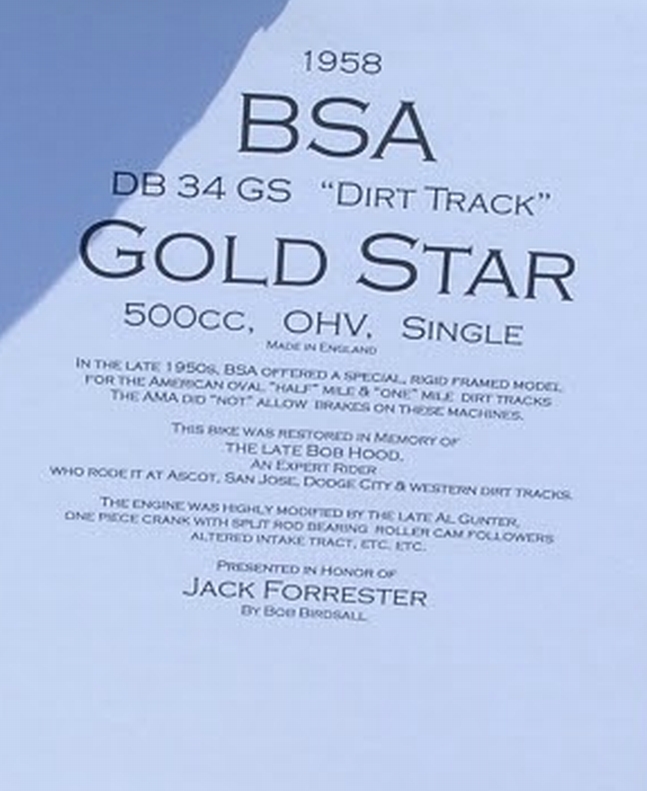 1958
BSA
DB 34 GS "DIRT TRACK"
GOLD STAR
500CC, OHV, SINGLE
MADE IN ENGLAND
IN THE LATE 1950S, BSA OFFERED A SPECIAL, RIGID FRAMED MODEL
FOR THE AMERICAN OVAL "HALF" MILE & "ONE" MILE DIRT TRACKS
THE AMA DID "NOT" ALLOW BRAKES ON THESE MACHINES.
THIS BIKE WAS RESTORED IN MEMORY OF
THE LATE BOB HOOD.
AN EXPERT RIDER
WHO RODE IT AT ASCOT, SAN JOSE, DODGE CITY & WESTERN DIRT TRACKS.
THE ENGINE WAS HIGHLY MODIFIED BY THE LATE AL GUNTER,
ONE PIECE CRANK WITH SPLIT ROD BEARING ROLLER CAM FOLLOWERS
ALTERED INTAKE TRACT, ETC. ETC.
PRESENTED IN HONOR OF
JACK FORRESTER
BY BOB BIRDSALL